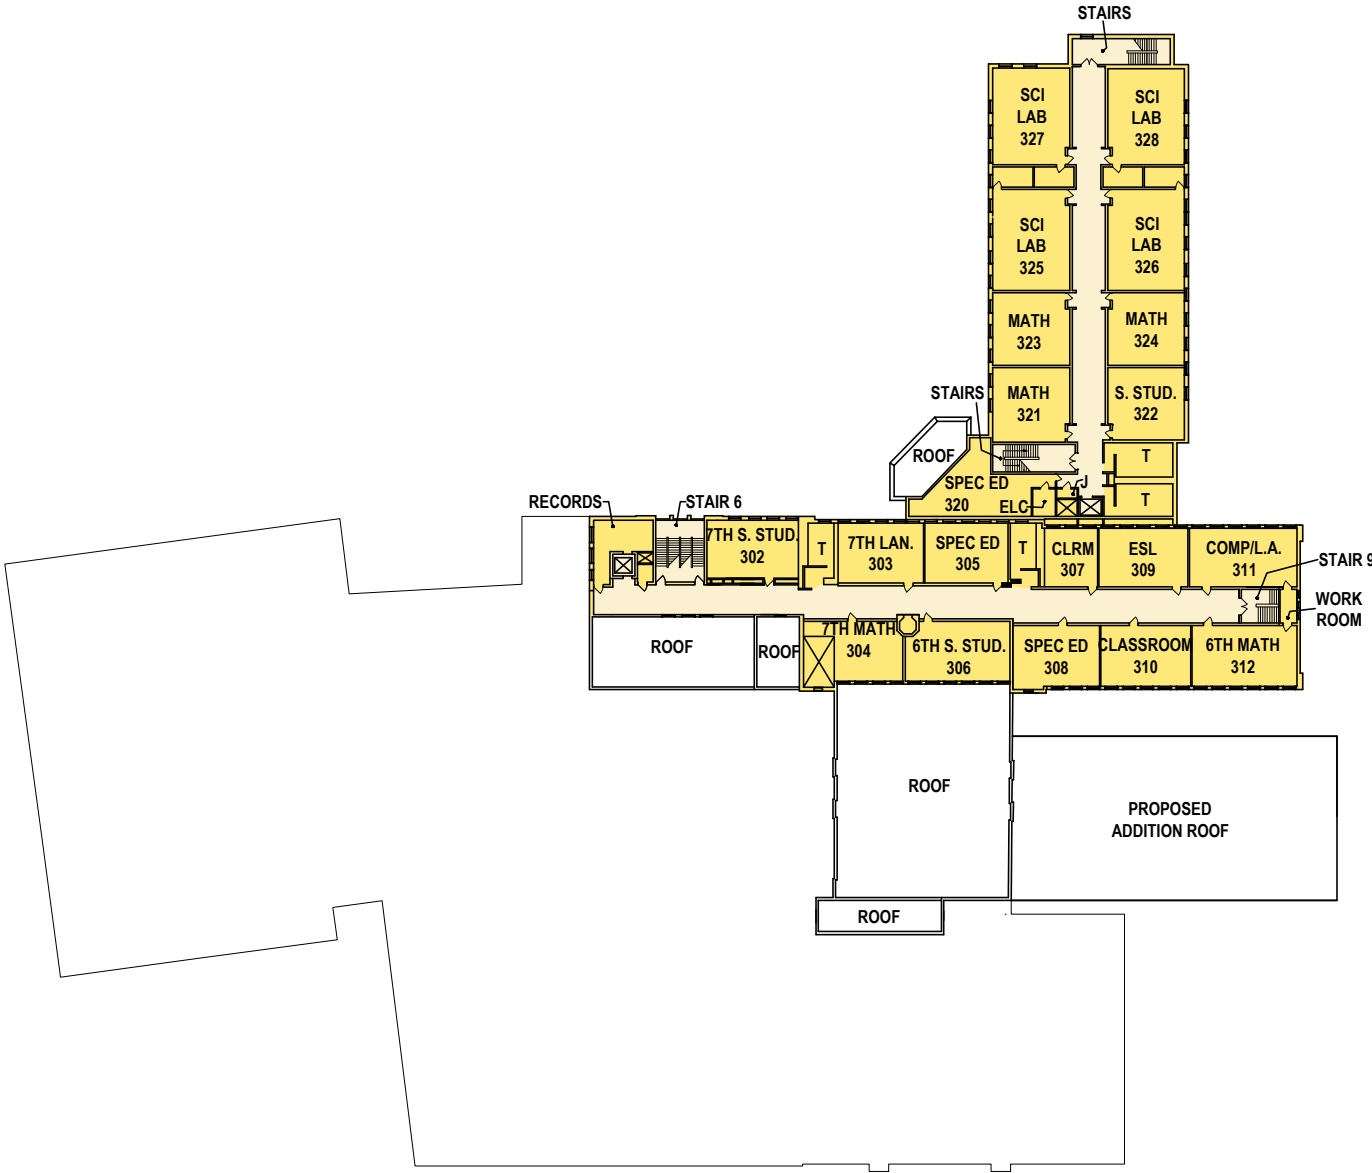 STAIRS
SCI
LAB
327
SCI
LAB
328
SCI
LAB
325
SCI
LAB
326
MATH
323
MATH
324
STAIRS
MATH
321
S. STUD.
322
ROOF
T
SPEC ED
320
J
ELC
T
RECORDS
STAIR 6
7TH S. STUD.
302
T
7TH LAN.
303
SPEC ED
305
T
CLRM
307
ESL
309
COMP/L.A.
311
STAIR 9
WORK
ROOM
ROOF
ROOF
7TH MATH
304
6TH S. STUD.
306
SPEC ED
308
CLASSROOM
310
6TH MATH
312
ROOF
PROPOSED
ADDITION ROOF
ROOF